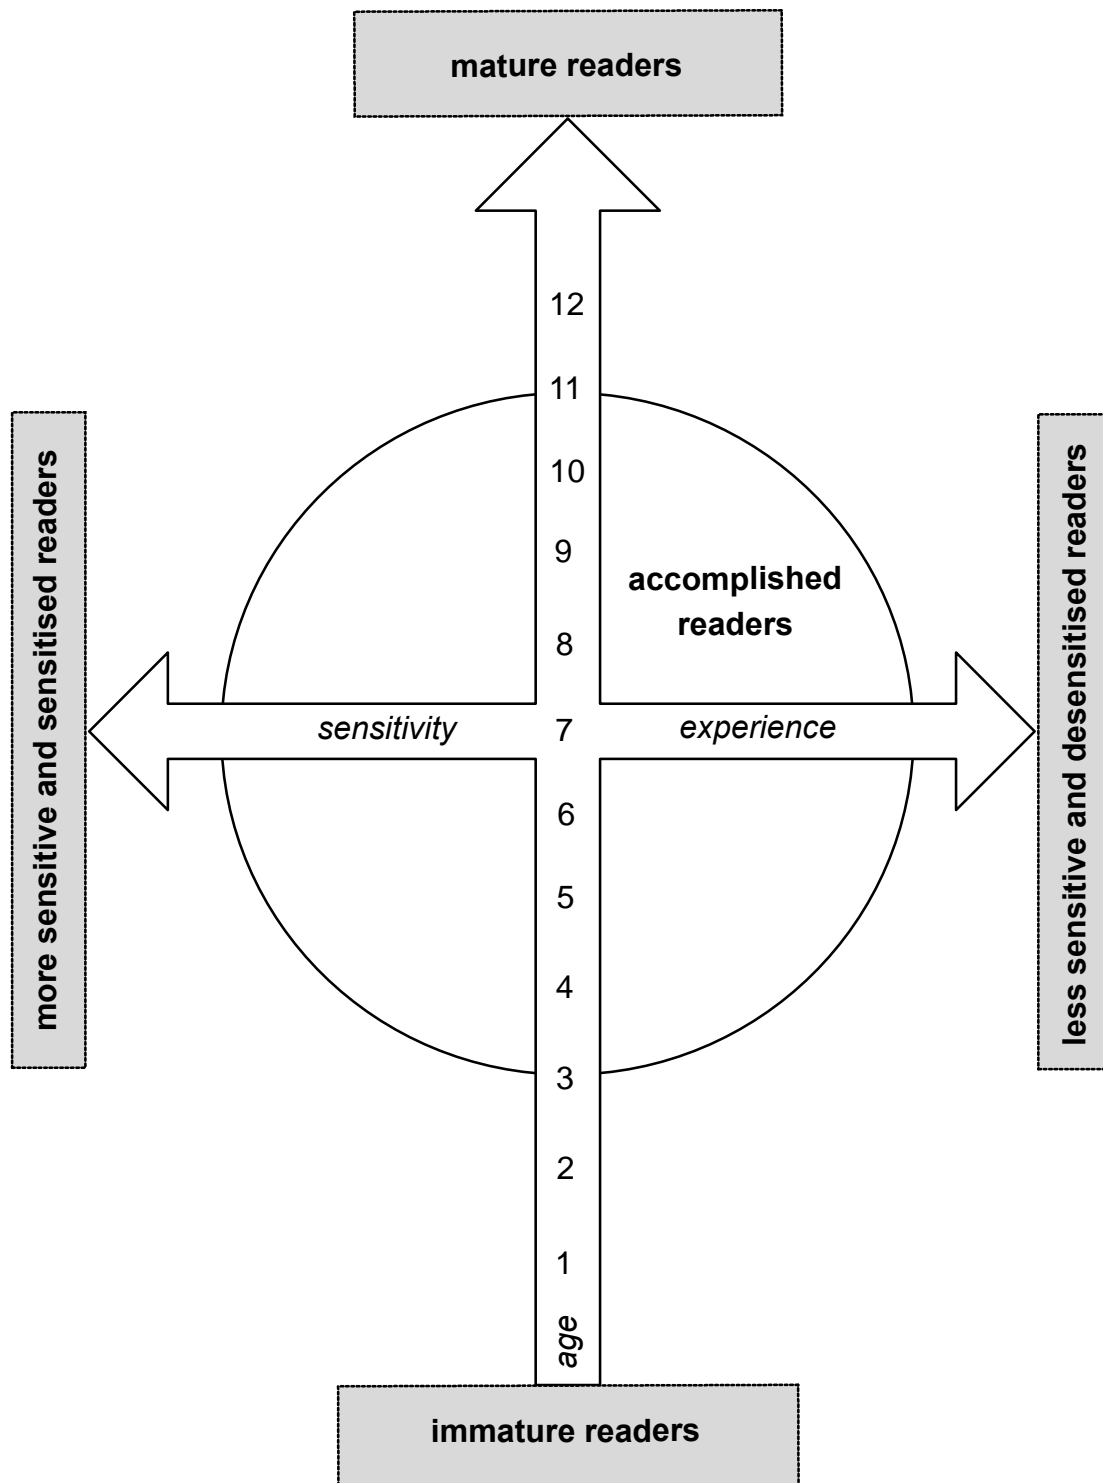 mature readers
12
11
10
9
accomplished
readers
8
more sensitive and sensitised readers
sensitivity
7
experience
less sensitive and desensitised readers
6
5
4
3
2
1
age
immature readers